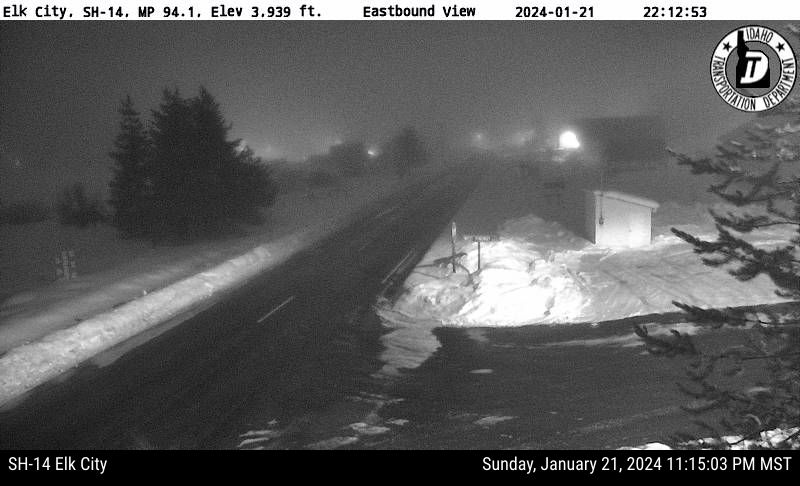 Elk City, SH-14, MP 94.1, Elev 3,939 ft. Eastbound View 2024-01-21 22:12:53
IDAHO
TRANSPORTATION DEPARTMENT
SH-14 Elk City Sunday, January 21, 2024 11:15:03 PM MST